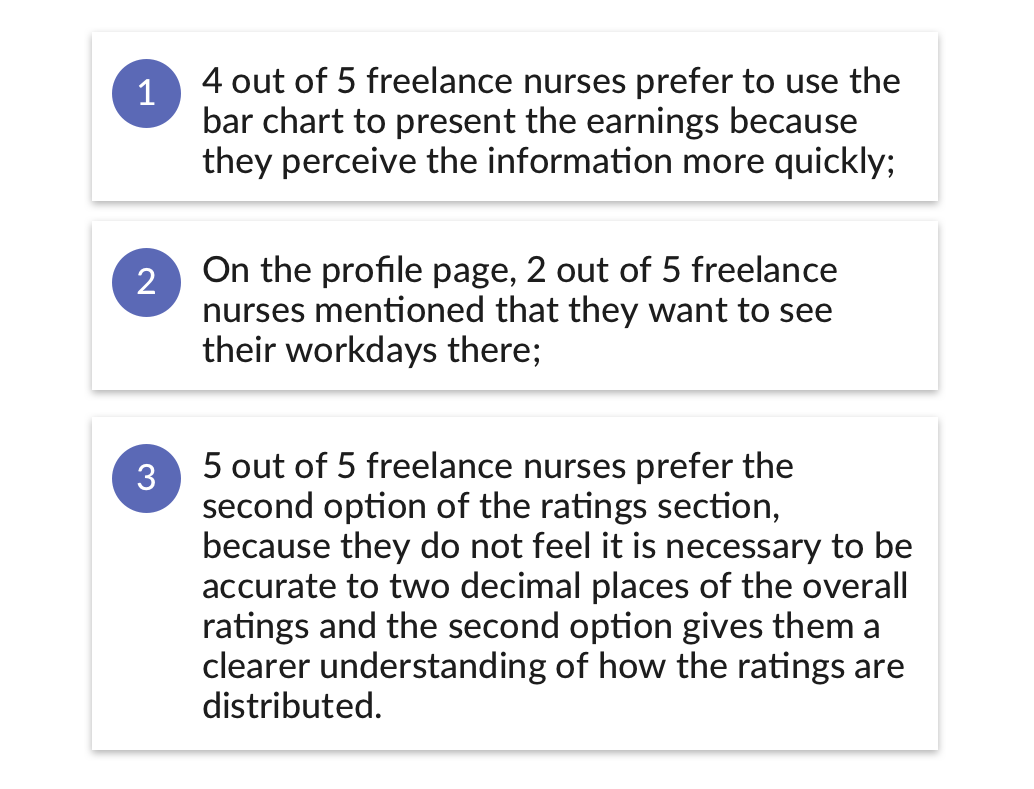 1
4 out of 5 freelance nurses prefer to use the
bar chart to present the earnings because
they perceive the information more quickly;
2
On the profile page, 2 out of 5 freelance
nurses mentioned that they want to see
their workdays there;
3
5 out of 5 freelance nurses prefer the
second option of the ratings section,
because they do not feel it is necessary to be
accurate to two decimal places of the overall
ratings and the second option gives them a
clearer understanding of how the ratings are
distributed.